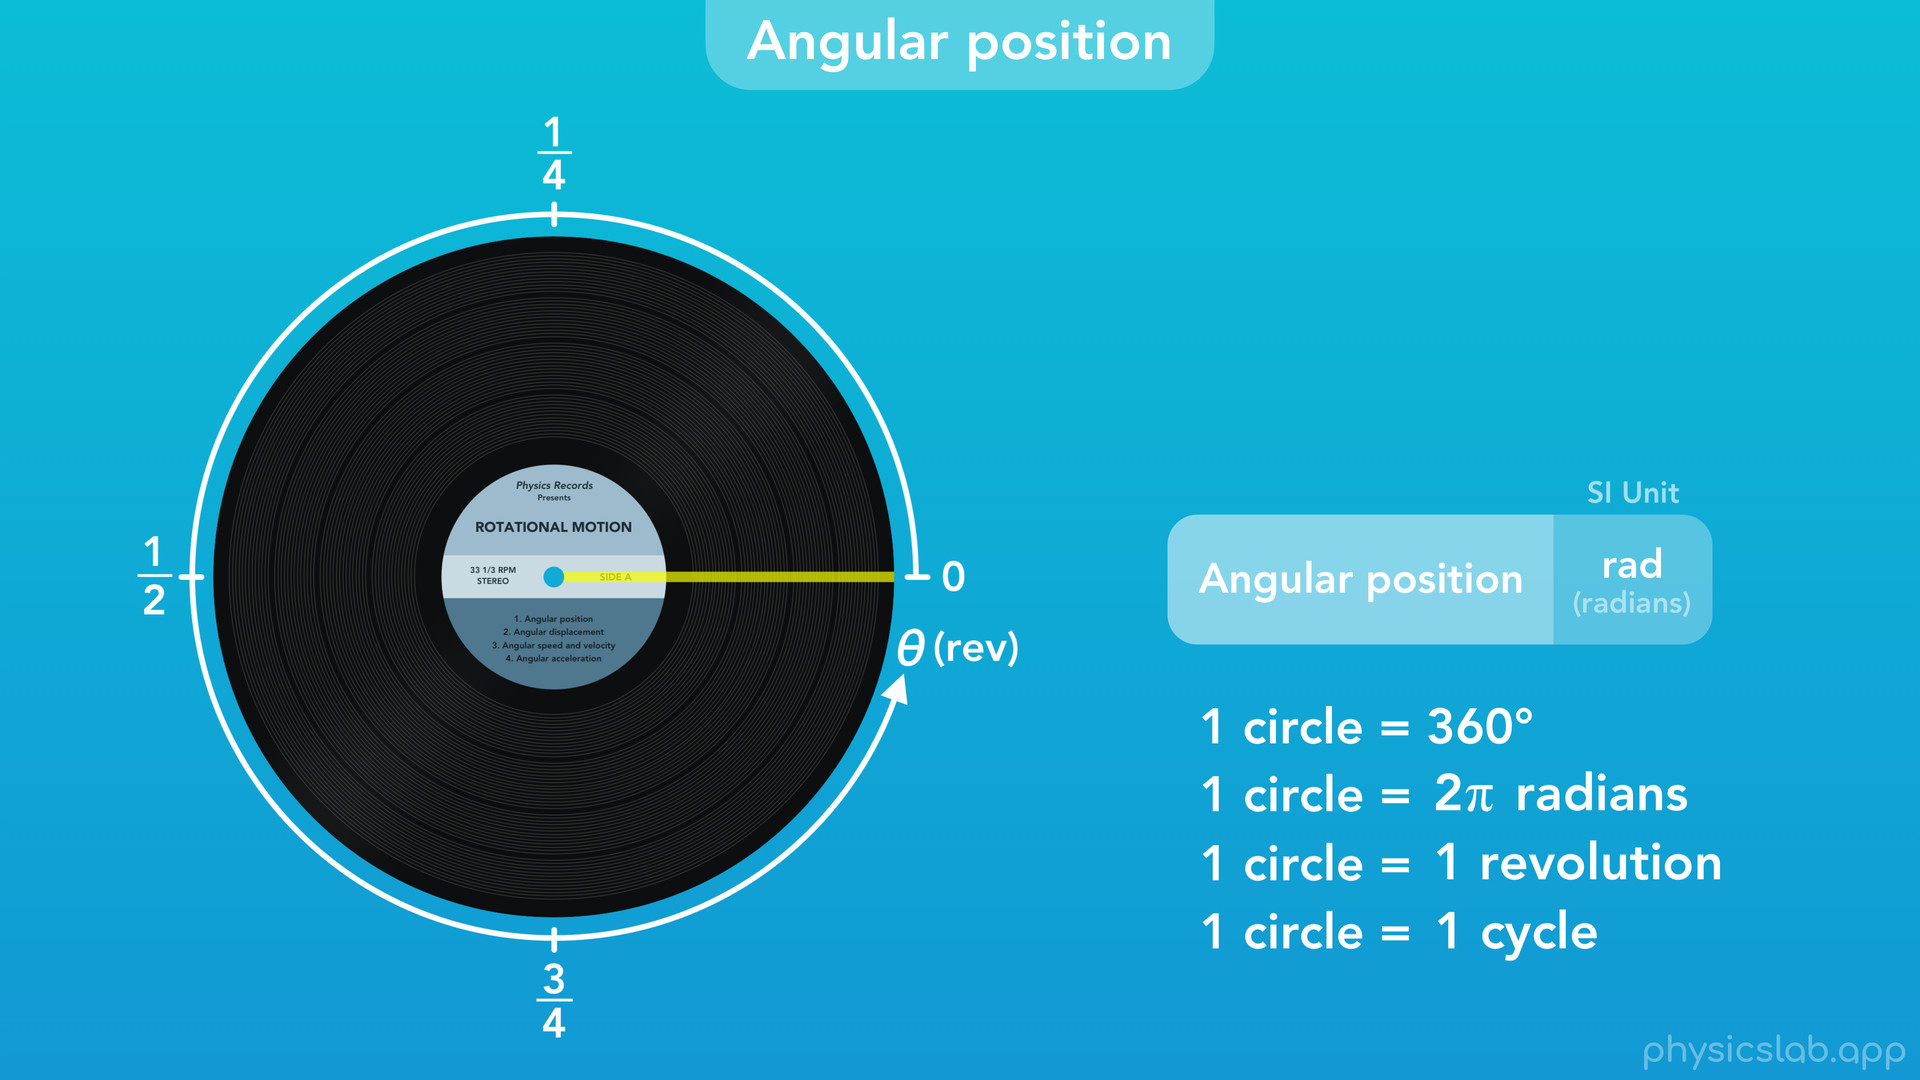 Angular position
1
4
1
2
0
θ (rev)
3
4
Physics Records
Presents
ROTATIONAL MOTION
33 1/3 RPM
STEREO
SIDE A
1. Angular position
2. Angular displacement
3. Angular speed and velocity
4. Angular acceleration
SI Unit
Angular position
rad
(radians)
1 circle = 360°
1 circle = 2π radians
1 circle = 1 revolution
1 circle = 1 cycle
physicslab.app